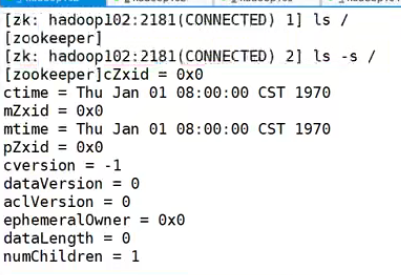 [zk: hadoop102:2181(CONNECTED) 1] ls /
[zookeeper]
[zk: hadoop102:2181(CONNECTED) 2] ls -s /
[zookeeper]cZxid = 0x0
ctime = Thu Jan 01 08:00:00 CST 1970
mZxid = 0x0
mtime = Thu Jan 01 08:00:00 CST 1970
pZxid = 0x0
cversion = -1
dataVersion = 0
aclVersion = 0
ephemeralOwner = 0x0
dataLength = 0
numChildren = 1